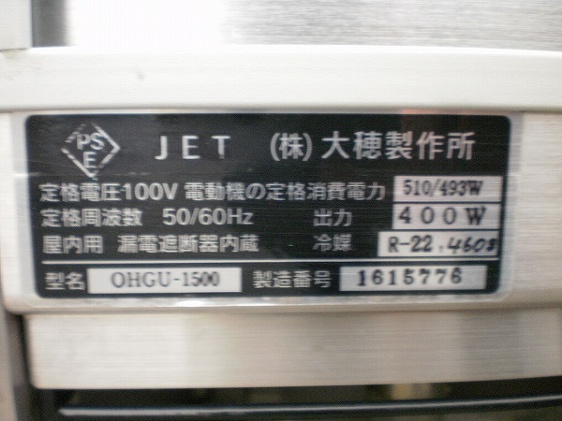 PSE JET (株)大穂製作所
定格電圧100V 電動機の定格消費電力 510/493W
定格周波数 50/60Hz 出力 400W
屋内用 漏電遮断器内蔵 冷媒 R-22, 460g
型名 OHGU-1500 製造番号 1615776